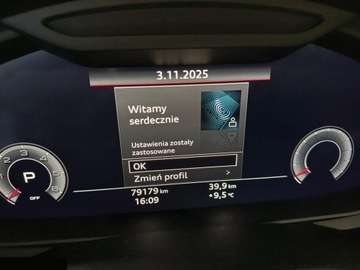 3.11.2025
Witamy
serdecznie
Ustawienia zostały
zastosowane
OK
Zmień profil >
P
OFF
79179 km
39,9 km
16:09
+9,5 °C